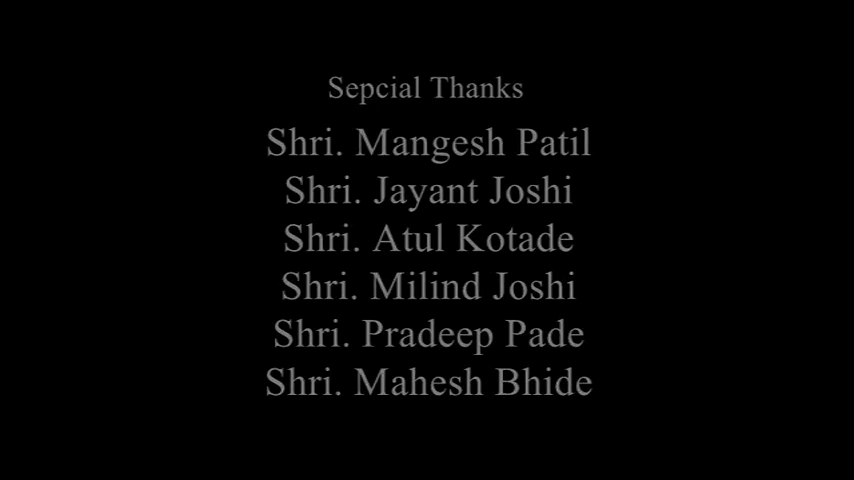 Sepcial Thanks
Shri. Mangesh Patil
Shri. Jayant Joshi
Shri. Atul Kotade
Shri. Milind Joshi
Shri. Pradeep Pade
Shri. Mahesh Bhide